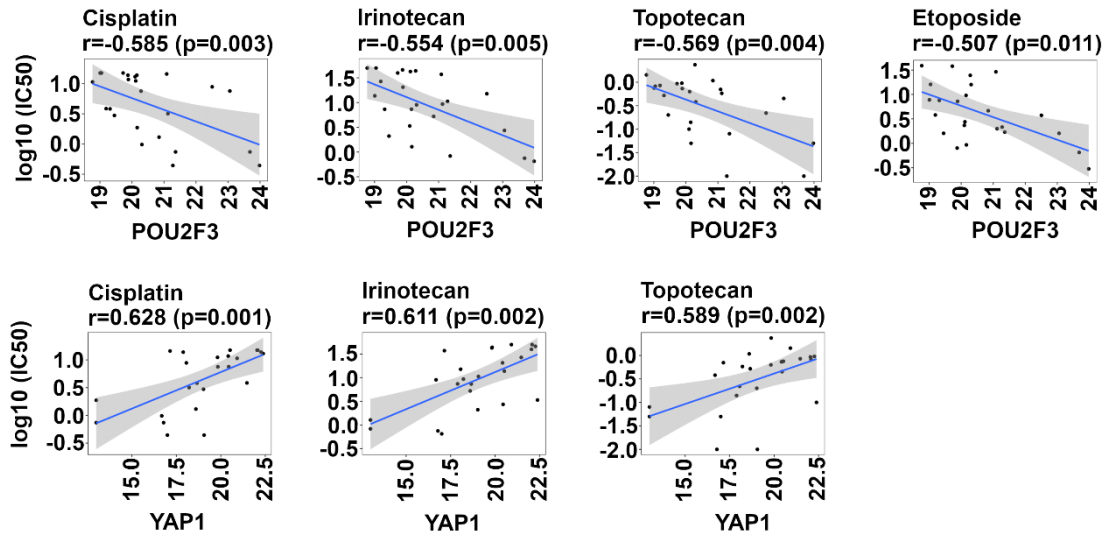 Cisplatin
r=-0.585 (p=0.003)
Irinotecan
r=-0.554 (p=0.005)
Topotecan
r=-0.569 (p=0.004)
Etoposide
r=-0.507 (p=0.011)
log10 (IC50)
1.0
0.5
0.0
-0.5
19 20 21 22 23 24
POU2F3
1.5
1.0
0.5
0.0
-0.5
19 20 21 22 23 24
POU2F3
0.0
-0.5
-1.0
-1.5
-2.0
19 20 21 22 23 24
POU2F3
1.5
1.0
0.5
0.0
-0.5
19 20 21 22 23 24
POU2F3
Cisplatin
r=0.628 (p=0.001)
Irinotecan
r=0.611 (p=0.002)
Topotecan
r=0.589 (p=0.002)
log10 (IC50)
1.0
0.5
0.0
-0.5
15.0 17.5 20.0 22.5
YAP1
1.5
1.0
0.5
0.0
-0.5
15.0 17.5 20.0 22.5
YAP1
0.0
-0.5
-1.0
-1.5
-2.0
15.0 17.5 20.0 22.5
YAP1